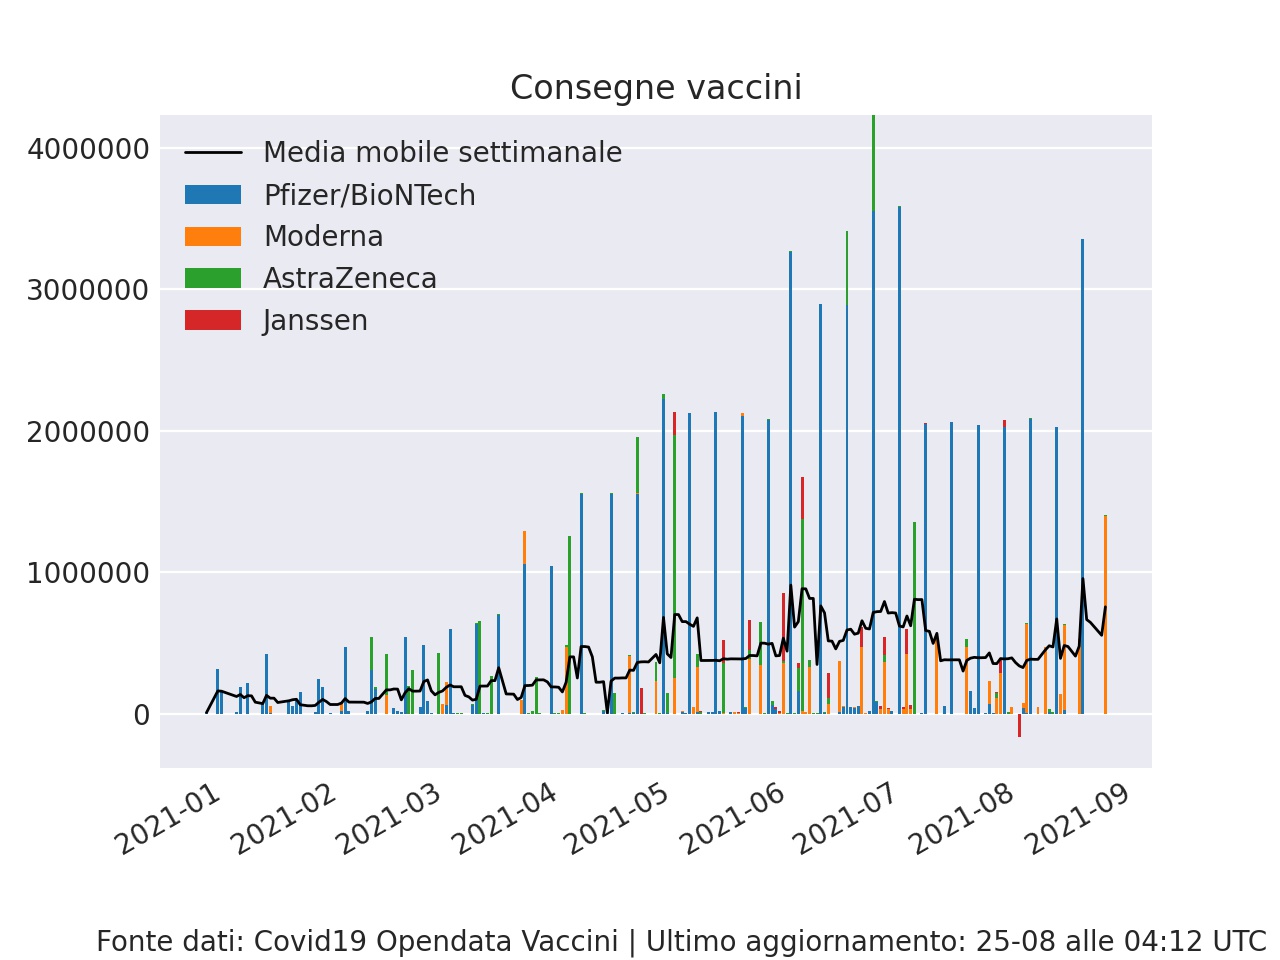 Consegne vaccini
4000000
3000000
2000000
1000000
0
Media mobile settimanale
Pfizer/BioNTech
Moderna
AstraZeneca
Janssen
2021-01
2021-02
2021-03
2021-04
2021-05
2021-06
2021-07
2021-08
2021-09
Fonte dati: Covid19 Opendata Vaccini | Ultimo aggiornamento: 25-08 alle 04:12 UTC